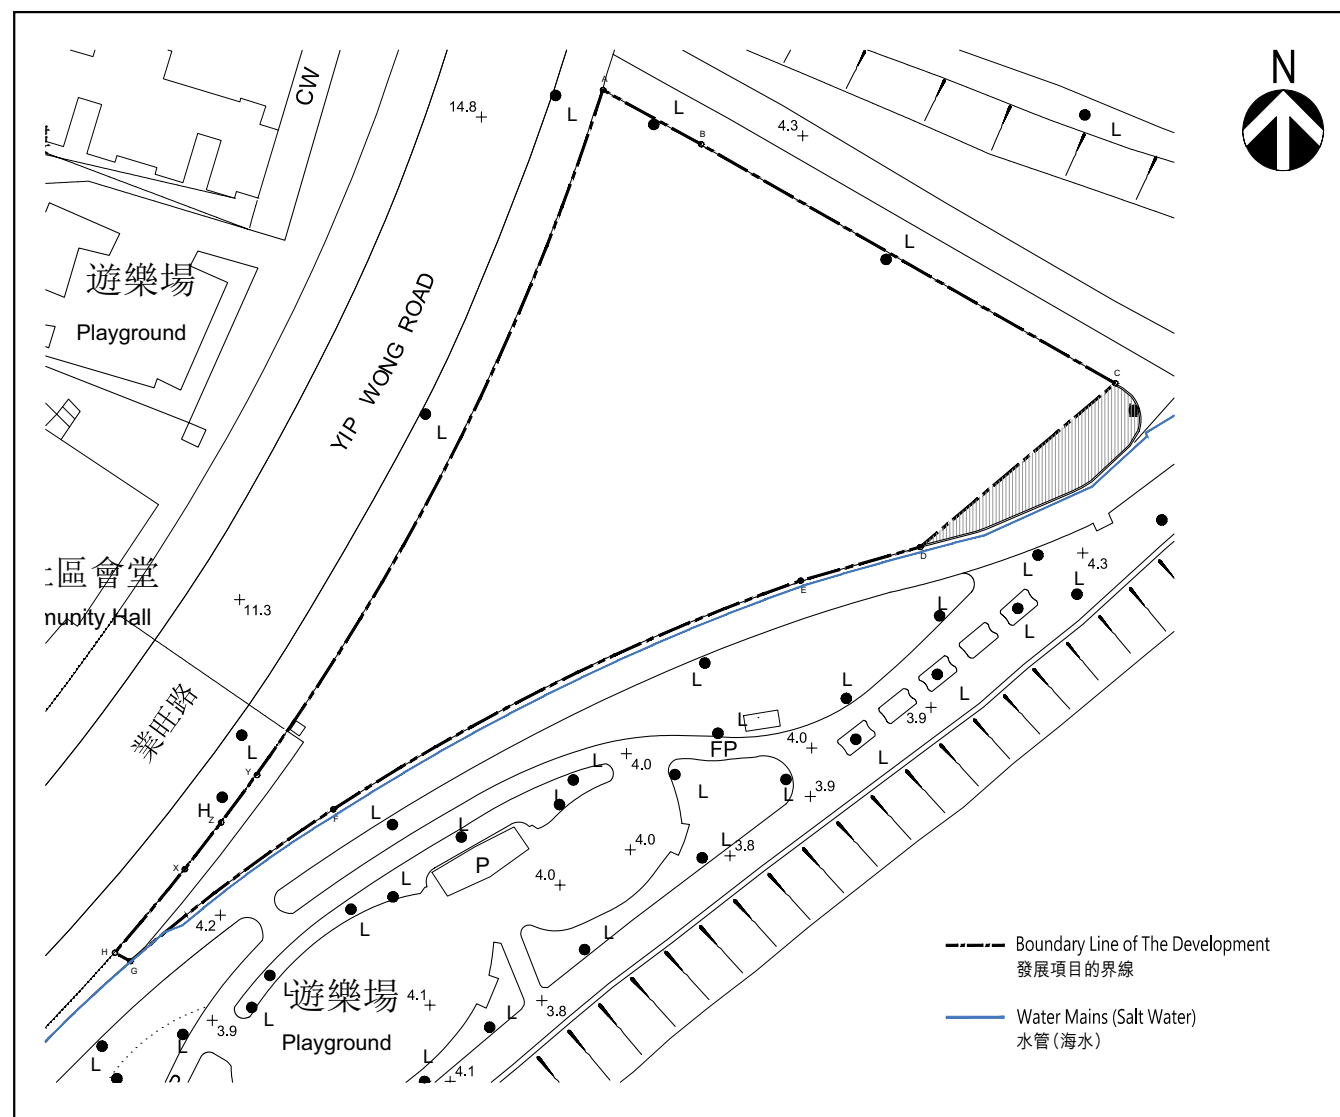 N
CW
A
L
L
14.8
B
4.3
L
L
遊樂場
Playground
YIP WONG ROAD
C
L
D
4.3
E
L
L
區會堂
munity Hall
11.3
L
L
L
業旺路
L
3.9
FP
4.0
L
L
Y
4.0
L
L
L
3.9
H
Z
F
L
L
L
3.8
4.0
X
P
4.0
L
4.2
L
L
H
G
Boundary Line of The Development
發展項目的界線
L
遊樂場
4.1
3.8
Water Mains (Salt Water)
水管(海水)
L
3.9
L
Playground
L
L
L
4.1